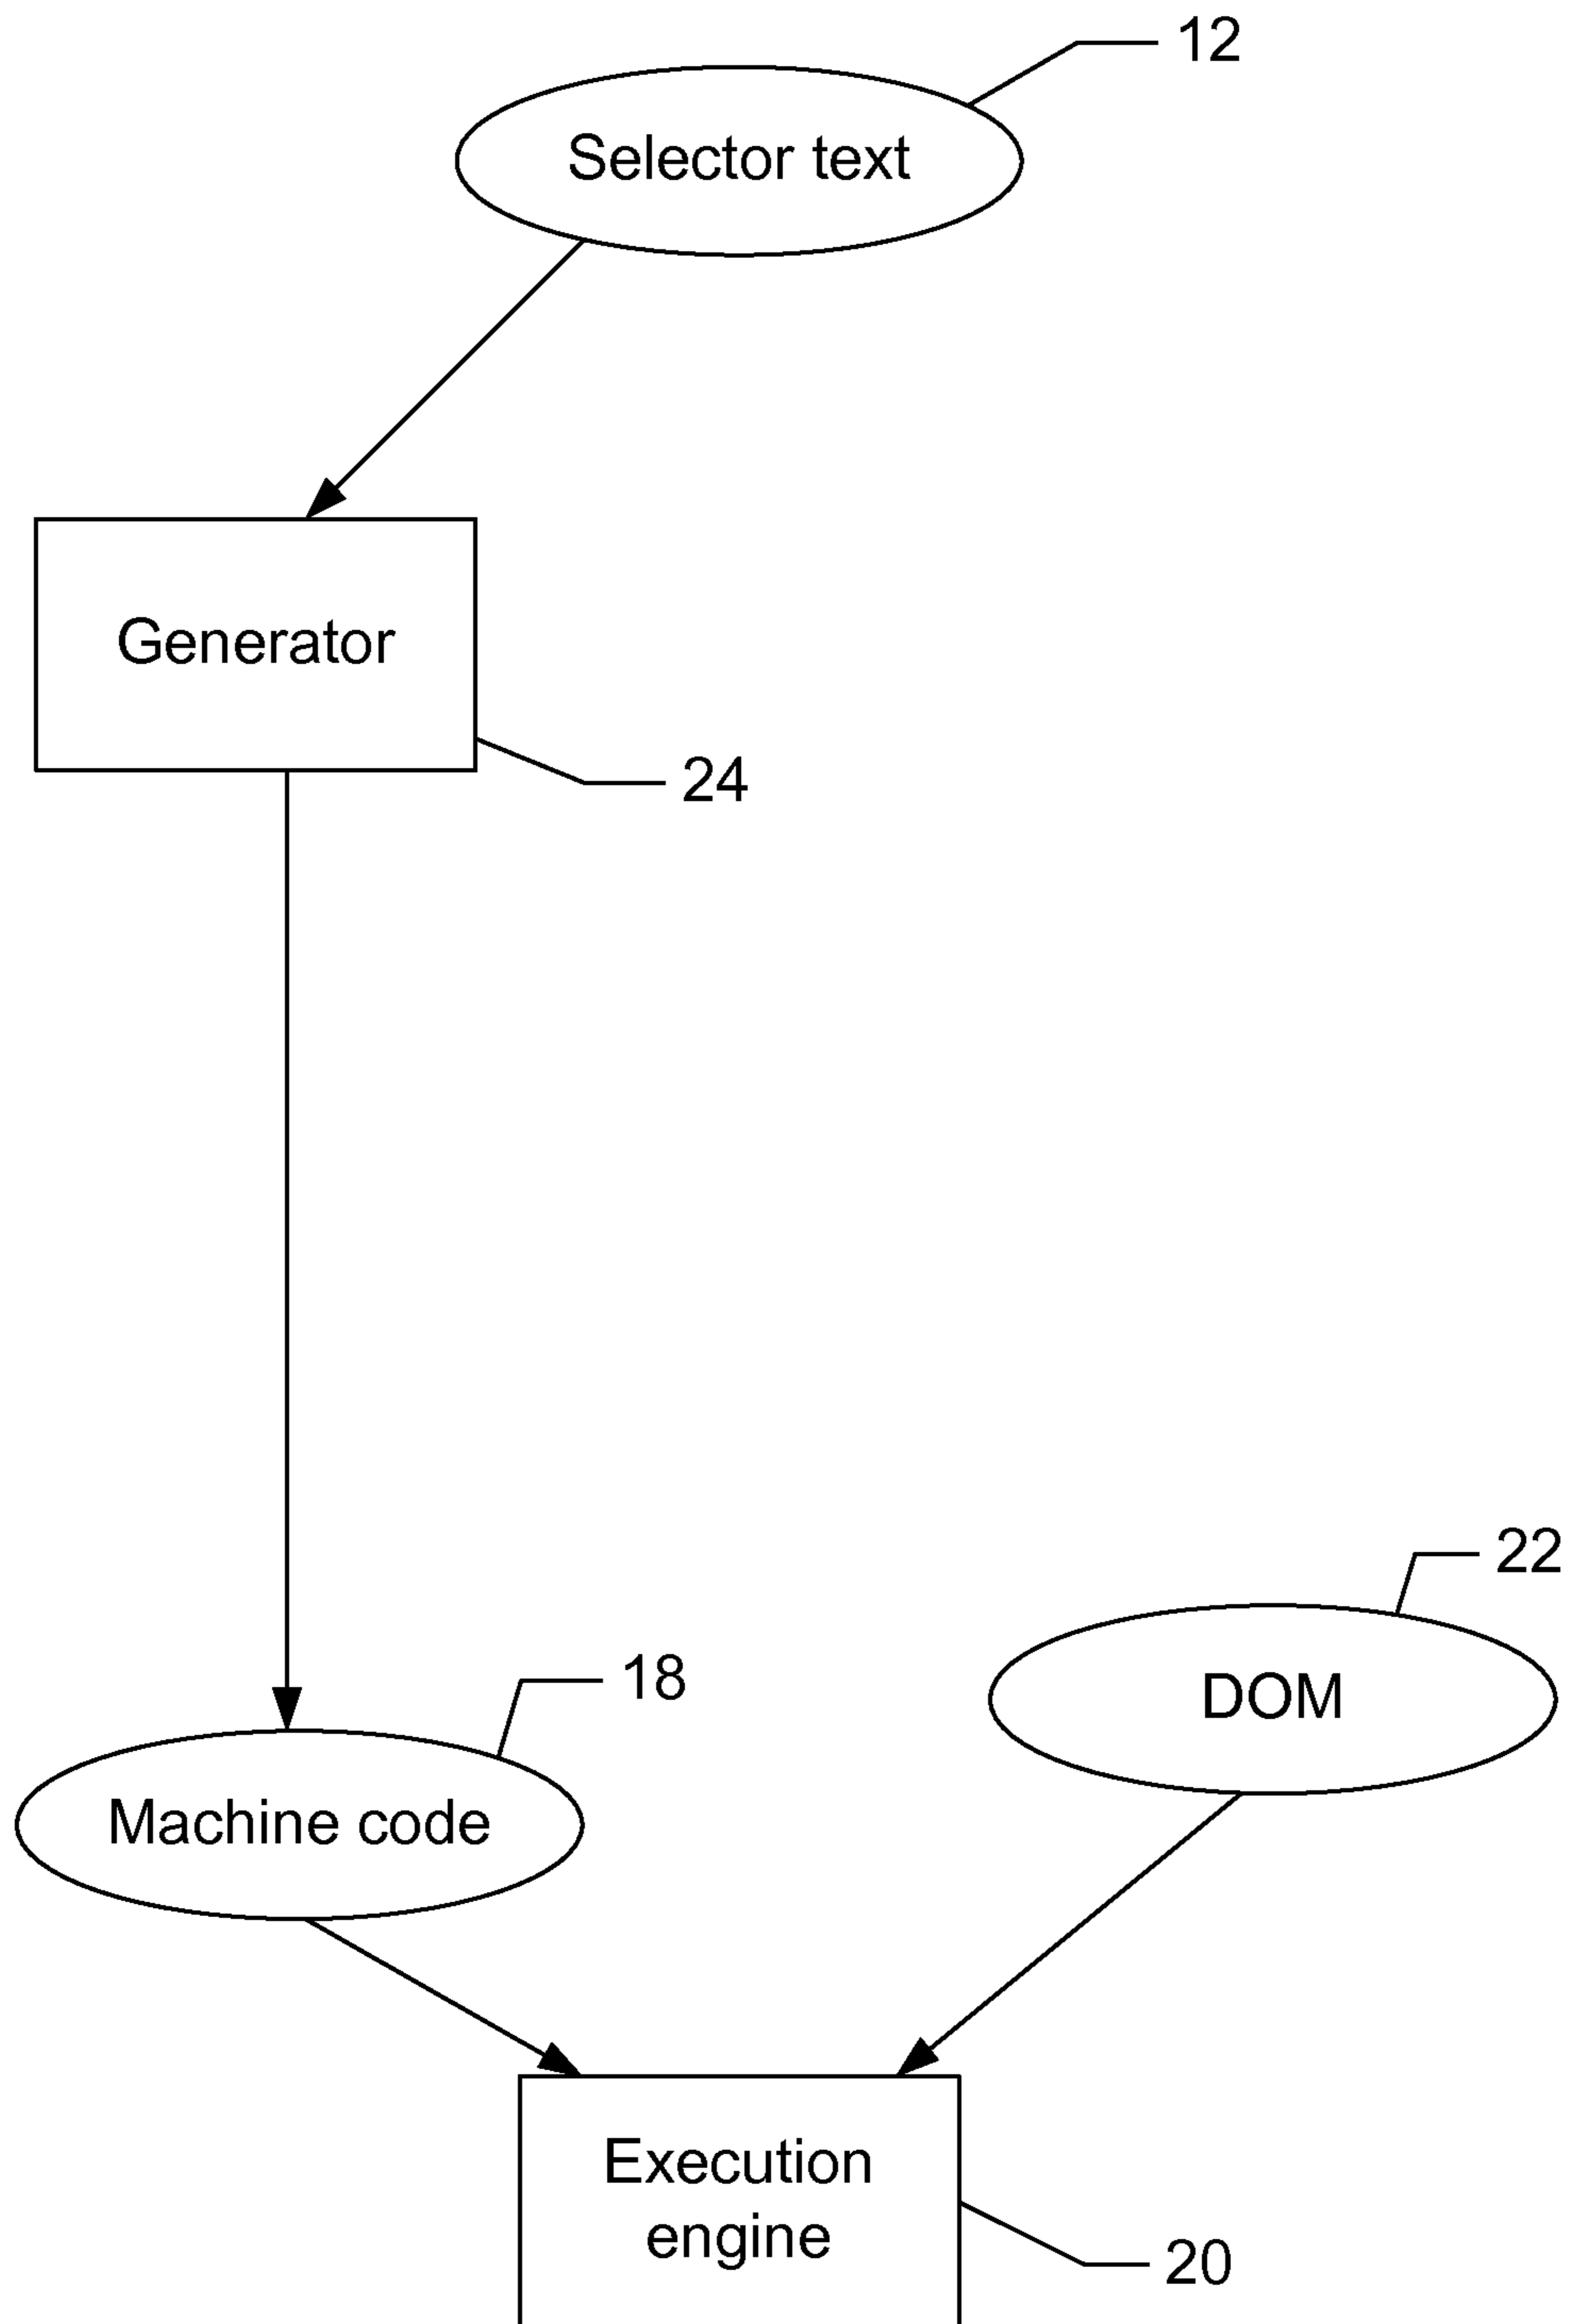 12
Selector text
Generator
24
22
18
DOM
Machine code
Execution
engine
20